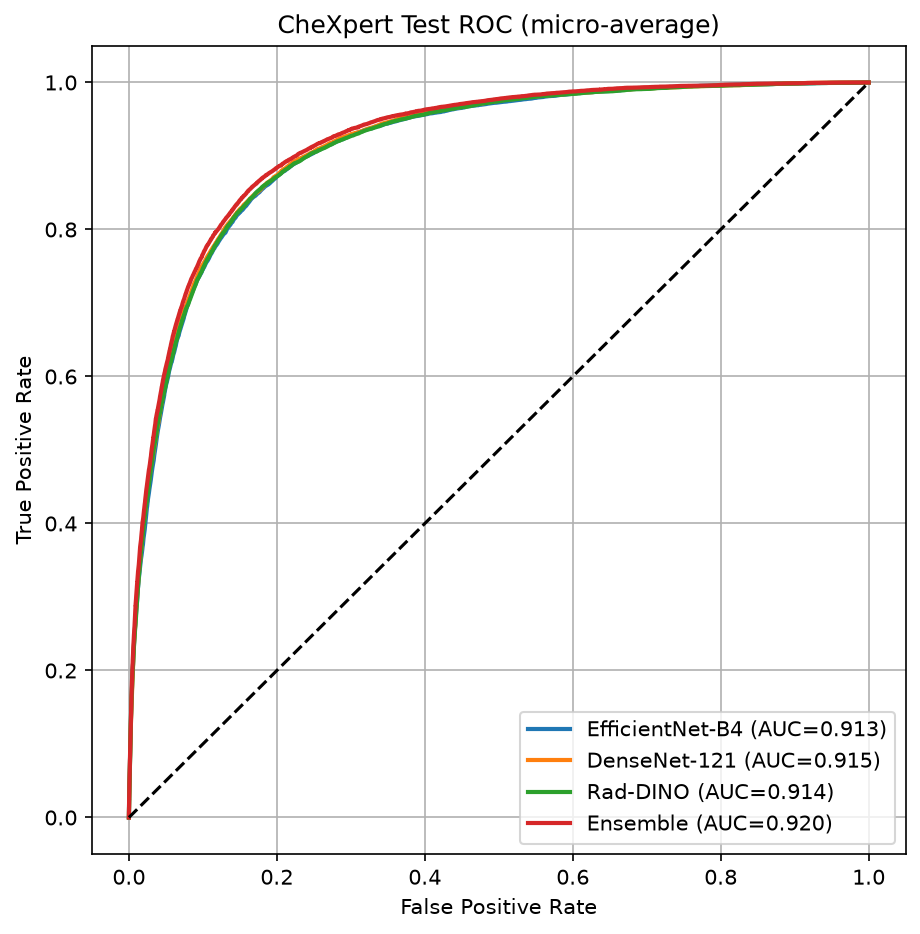 CheXpert Test ROC (micro-average)
True Positive Rate
1.0
0.8
0.6
0.4
0.2
0.0
EfficientNet-B4 (AUC=0.913)
DenseNet-121 (AUC=0.915)
Rad-DINO (AUC=0.914)
Ensemble (AUC=0.920)
0.0 0.2 0.4 0.6 0.8 1.0
False Positive Rate